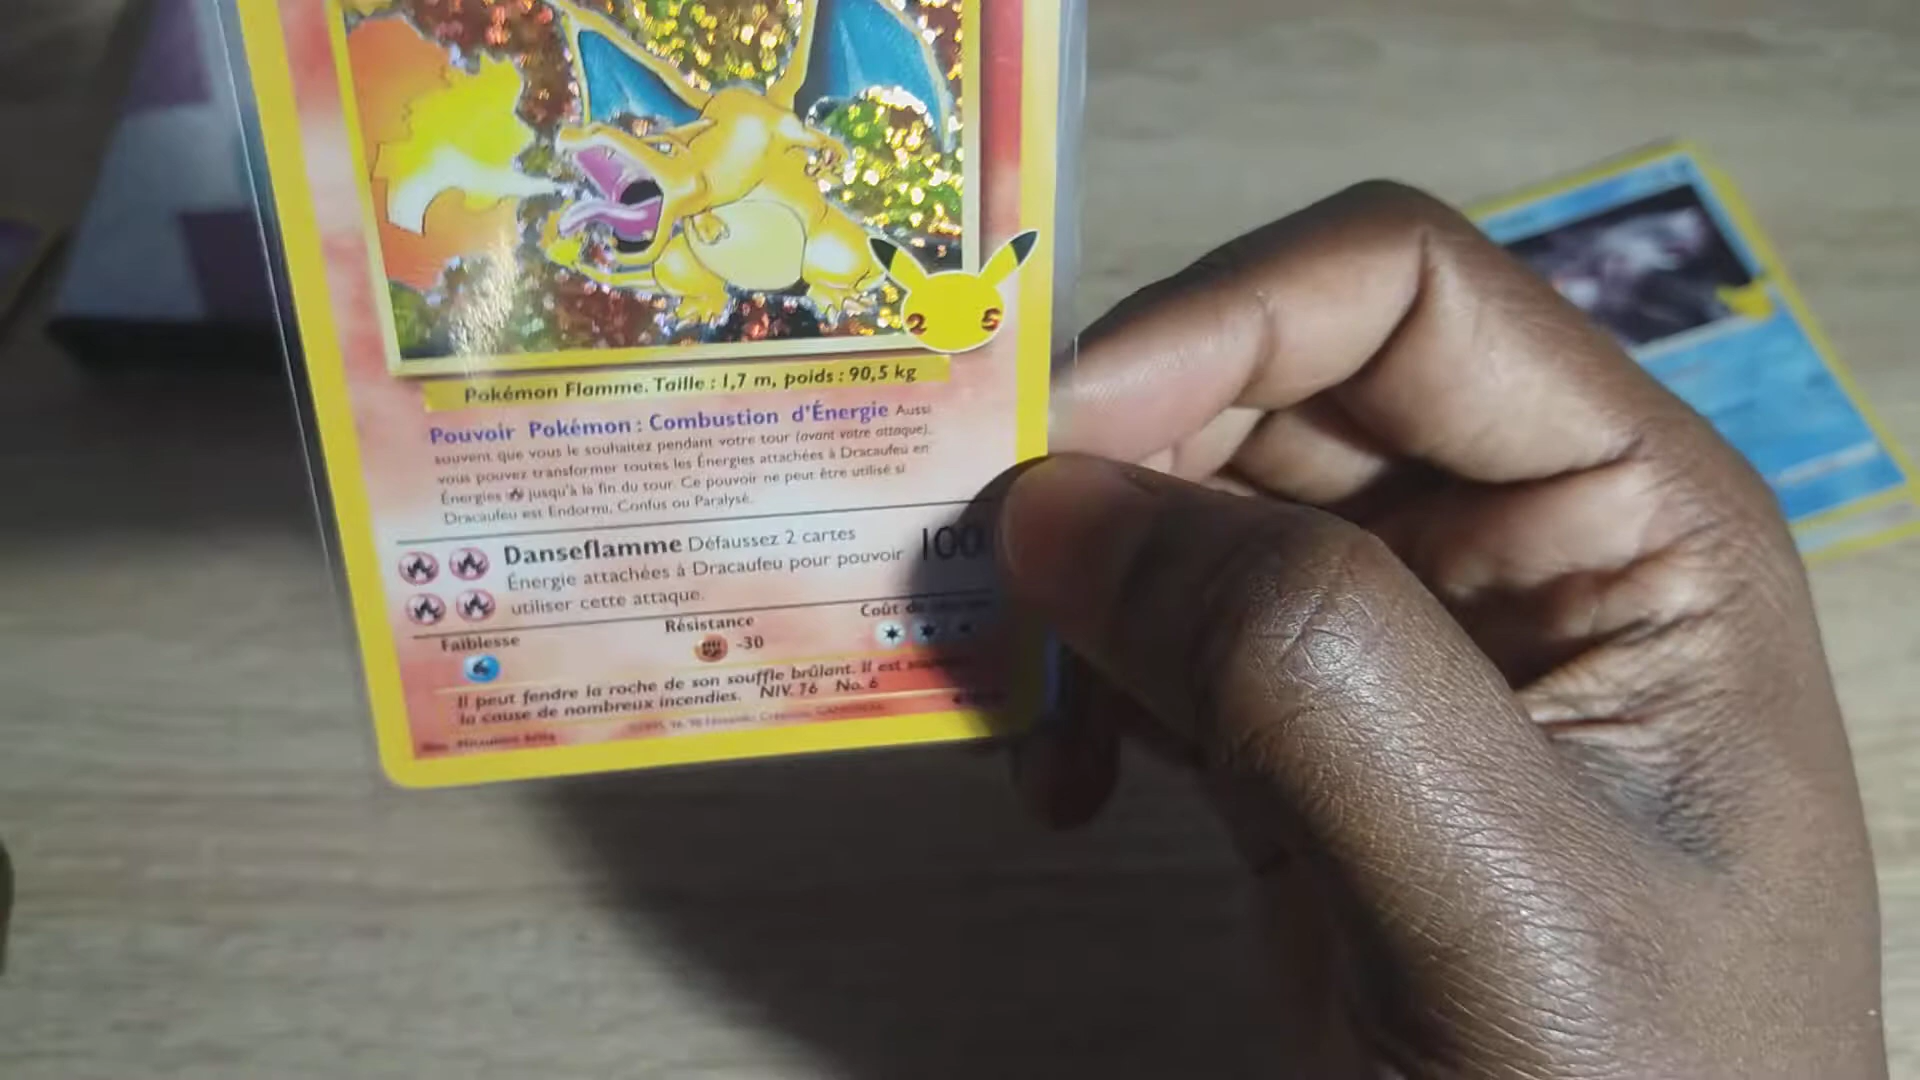 2 5
Pokémon Flamme. Taille : 1,7 m, poids : 90,5 kg
Pouvoir Pokémon : Combustion d'Énergie Aussi
souvent que vous le souhaitez pendant votre tour (avant votre attaque),
vous pouvez transformer toutes les Énergies attachées à Dracaufeu en
Énergies jusqu'à la fin du tour. Ce pouvoir ne peut être utilisé si
Dracaufeu est Endormi, Confus ou Paralysé.
Danseflamme Défaussez 2 cartes
Énergie attachées à Dracaufeu pour pouvoir
utiliser cette attaque.
100
Faiblesse
Résistance
-30
Coût de
Il peut fendre la roche de son souffle brûlant. Il est
la cause de nombreux incendies. NIV. 76 No. 6